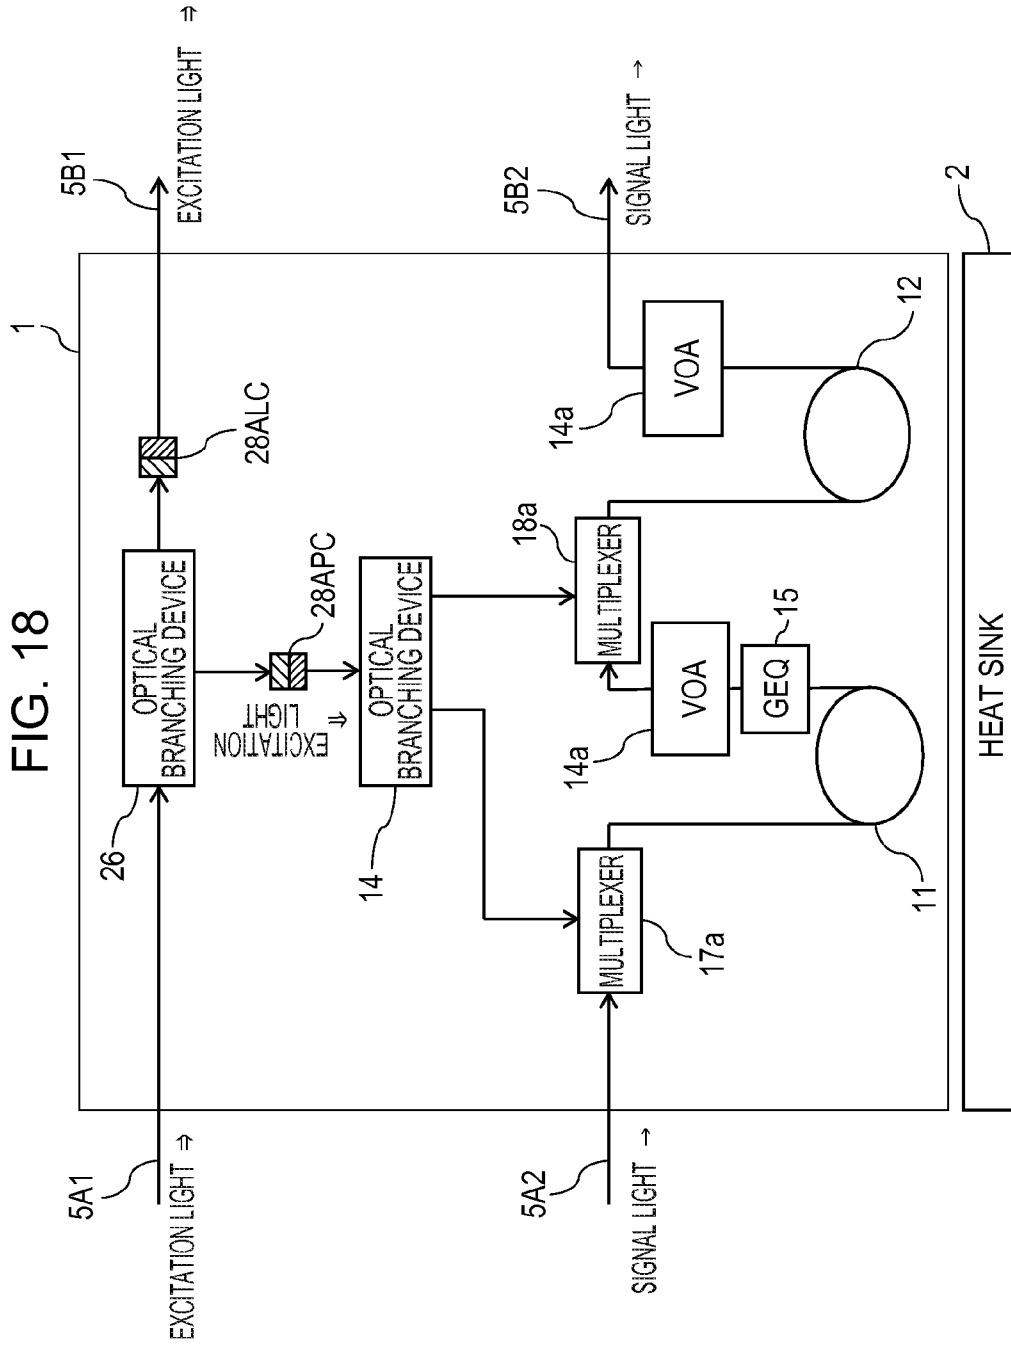 FIG. 18
1
5A1
EXCITATION LIGHT ⇒
26
OPTICAL
BRANCHING DEVICE
28ALC
5B1
EXCITATION LIGHT ⇒
EXCITATION
LIGHT
⇒
28APC
14
OPTICAL
BRANCHING DEVICE
5A2
SIGNAL LIGHT →
MULTIPLEXER
17a
14a
VOA
GEQ
15
MULTIPLEXER
18a
14a
VOA
5B2
SIGNAL LIGHT →
11
12
HEAT SINK
2